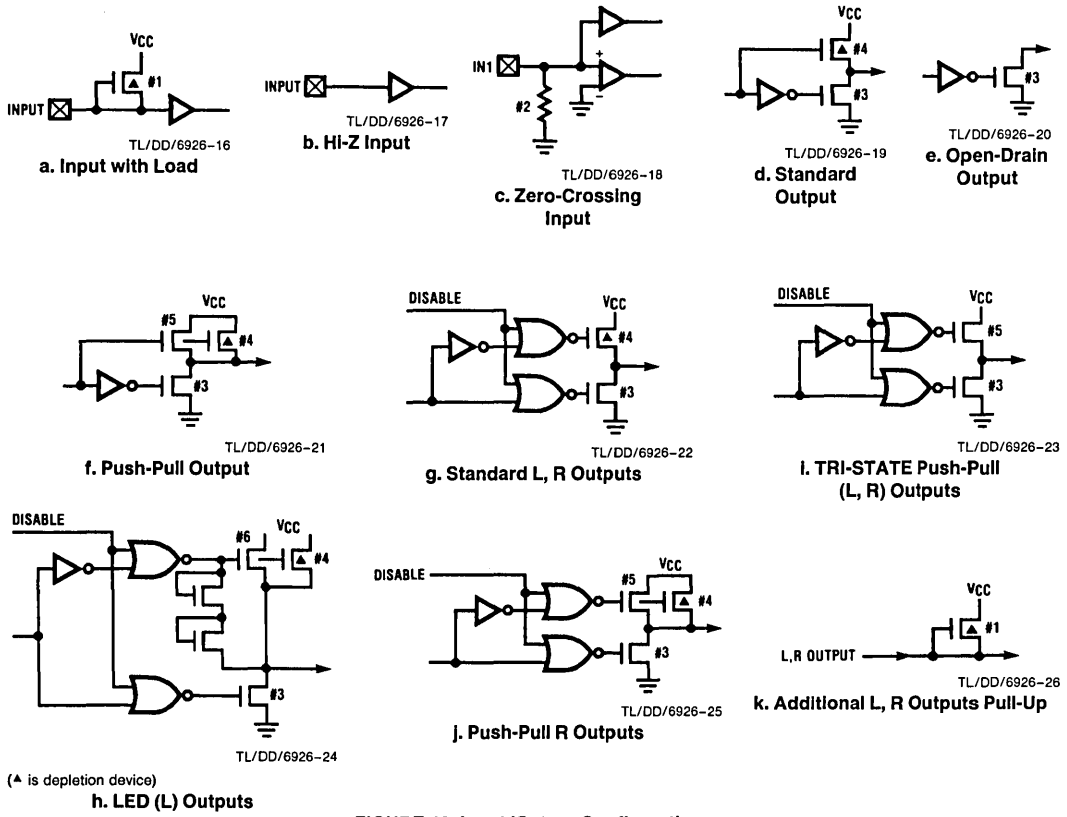 VCC
#1
INPUT
TL/DD/6926–16
a. Input with Load
INPUT
TL/DD/6926–17
b. Hi-Z Input
IN1
+
–
#2
TL/DD/6926–18
c. Zero-Crossing
Input
VCC
#4
#3
TL/DD/6926–19
d. Standard
Output
#3
TL/DD/6926–20
e. Open-Drain
Output
VCC
#5
#4
#3
TL/DD/6926–21
f. Push-Pull Output
DISABLE
VCC
#4
#3
TL/DD/6926–22
g. Standard L, R Outputs
DISABLE
VCC
#5
#3
TL/DD/6926–23
i. TRI-STATE Push-Pull
(L, R) Outputs
DISABLE
#6
VCC
#4
#3
TL/DD/6926–24
(▲ is depletion device)
h. LED (L) Outputs
DISABLE
VCC
#5
#4
#3
TL/DD/6926–25
j. Push-Pull R Outputs
VCC
#1
L,R OUTPUT
TL/DD/6926–26
k. Additional L, R Outputs Pull-Up